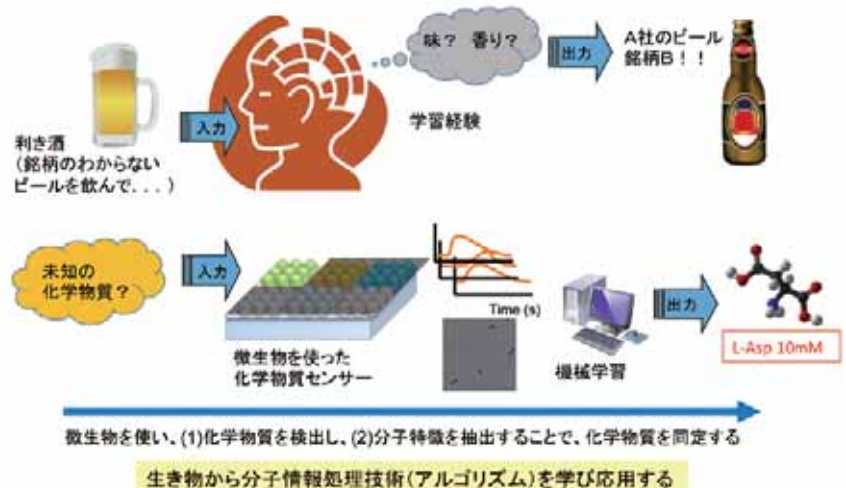 味？ 香り？
出力
A社のビール
銘柄B！！
入力
学習経験
利き酒
（銘柄のわからない
ビールを飲んで．．．）
未知の
化学物質？
入力
Time (s)
出力
L-Asp 10mM
微生物を使った
化学物質センサー
機械学習
微生物を使い、(1)化学物質を検出し、(2)分子特徴を抽出することで、化学物質を同定する
生き物から分子情報処理技術(アルゴリズム)を学び応用する